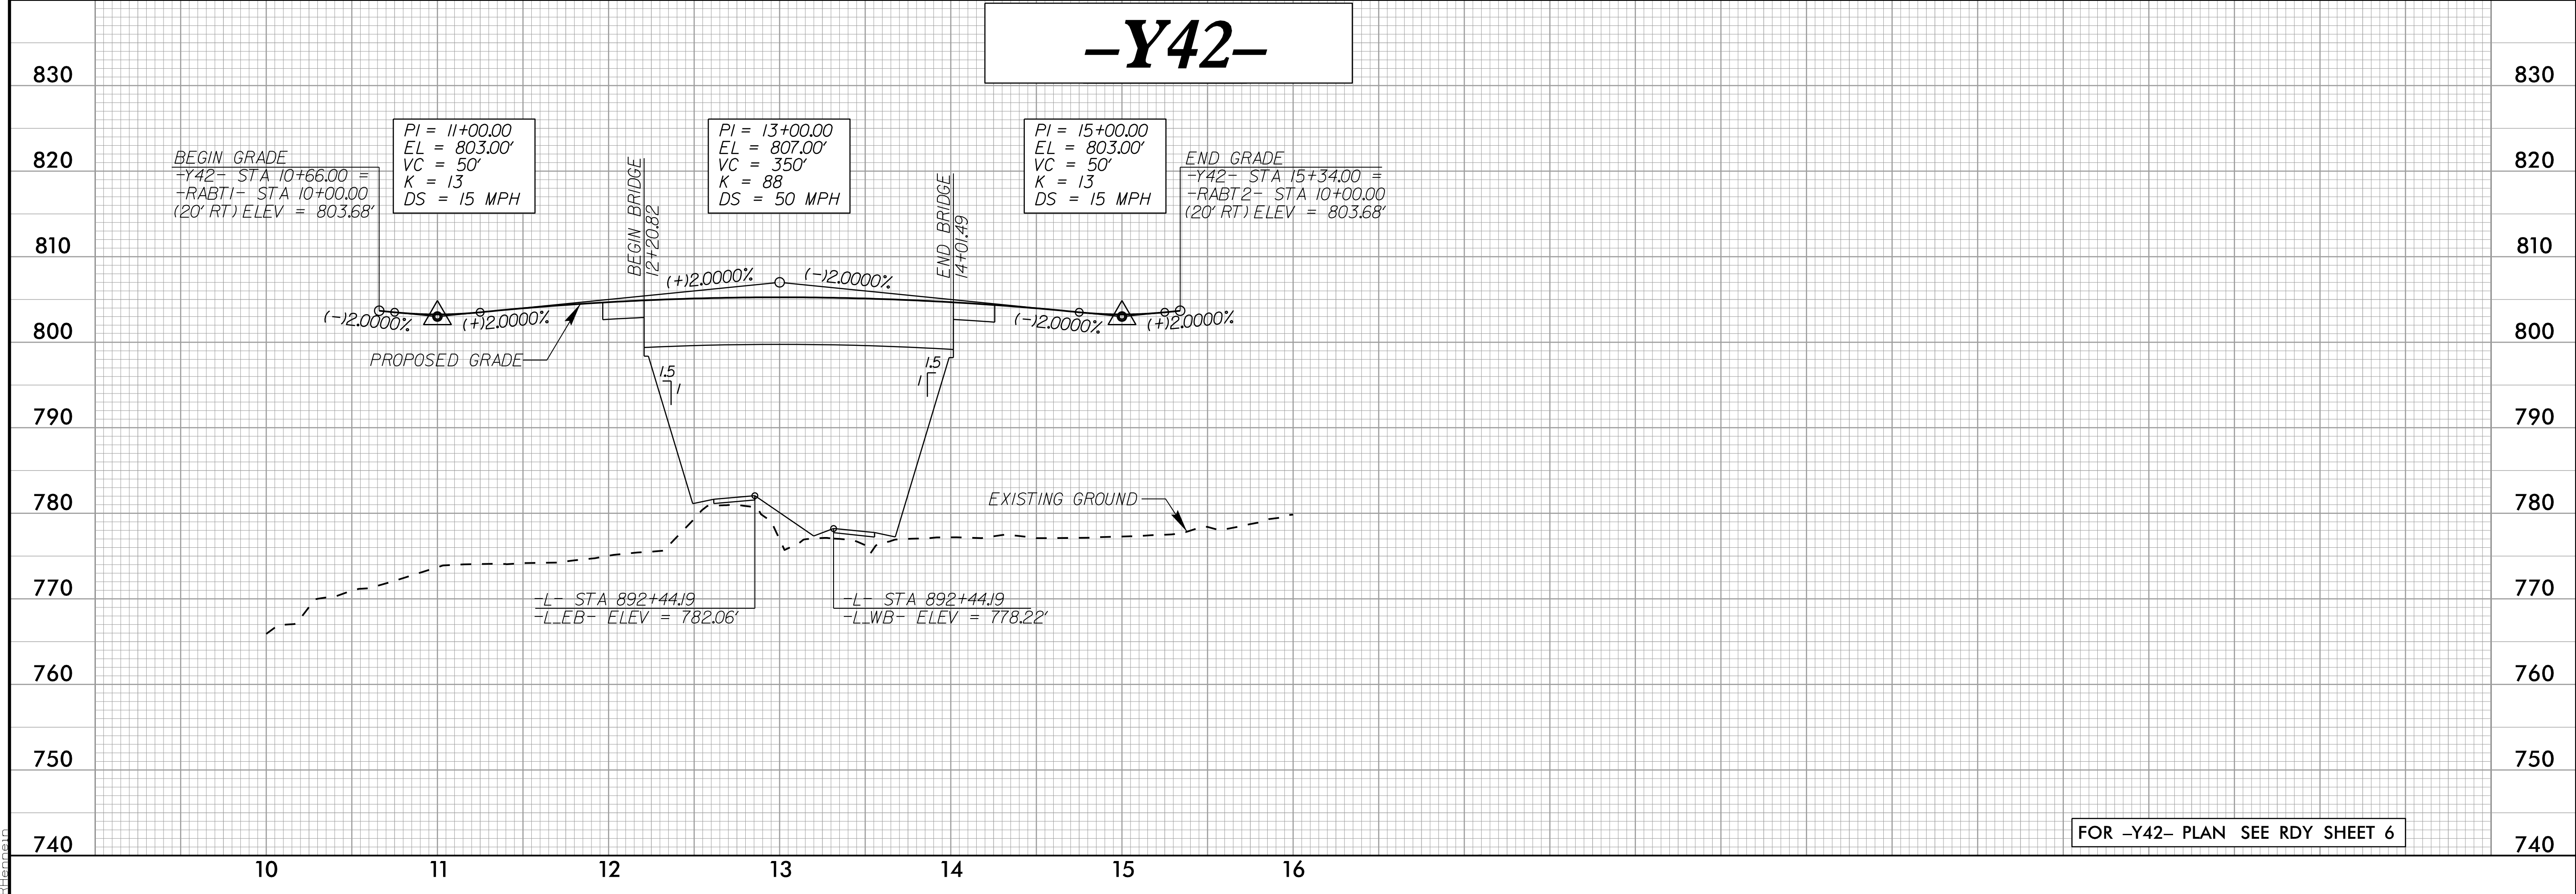 –Y42–
830
820
810
800
790
780
770
760
750
740
BEGIN GRADE
-Y42- STA 10+66.00 =
-RABT1- STA 10+00.00
(20' RT) ELEV = 803.68'
PI = 11+00.00
EL = 803.00'
VC = 50'
K = 13
DS = 15 MPH
BEGIN BRIDGE
12+20.82
PI = 13+00.00
EL = 807.00'
VC = 350'
K = 88
DS = 50 MPH
END BRIDGE
14+01.49
PI = 15+00.00
EL = 803.00'
VC = 50'
K = 13
DS = 15 MPH
END GRADE
-Y42- STA 15+34.00 =
-RABT2- STA 10+00.00
(20' RT) ELEV = 803.68'
830
820
810
800
790
780
770
760
750
740
(+)2.0000%
(-)2.0000%
(-)2.0000%
(+)2.0000%
(-)2.0000%
(+)2.0000%
PROPOSED GRADE
1.5
1
1.5
1
EXISTING GROUND
-L- STA 892+44.19
-L_EB- ELEV = 782.06'
-L- STA 892+44.19
-L_WB- ELEV = 778.22'
FOR –Y42– PLAN SEE RDY SHEET 6
10
11
12
13
14
15
16